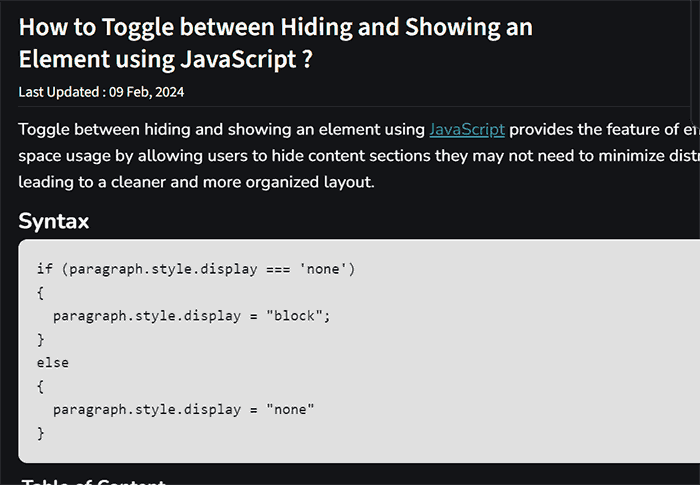 How to Toggle between Hiding and Showing an
Element using JavaScript ?
Last Updated : 09 Feb, 2024
Toggle between hiding and showing an element using JavaScript provides the feature of
space usage by allowing users to hide content sections they may not need to minimize
leading to a cleaner and more organized layout.
Syntax
if (paragraph.style.display === 'none')
{
  paragraph.style.display = "block";
}
else
{
  paragraph.style.display = "none"
}
Table of Content